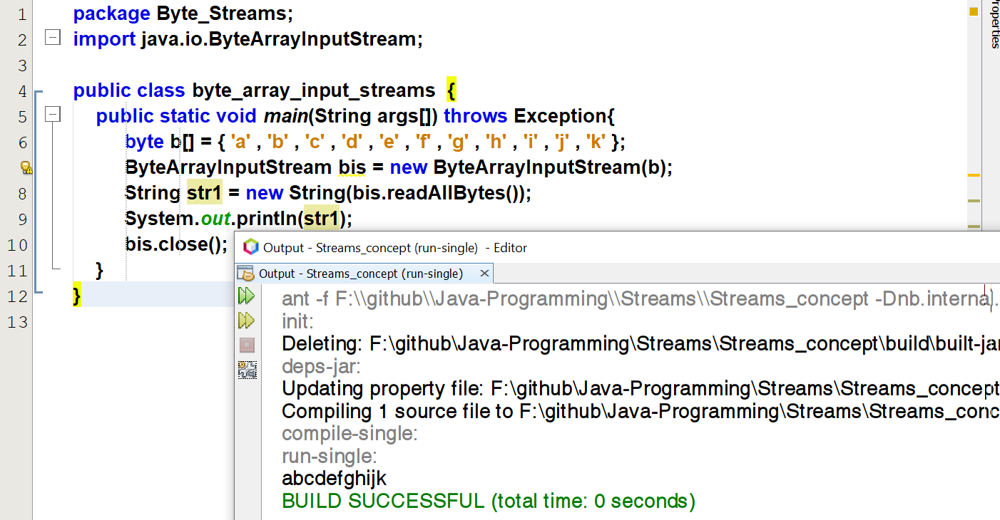 1 package Byte_Streams;
2 import java.io.ByteArrayInputStream;
3
4 public class byte_array_input_streams {
5 public static void main(String args[]) throws Exception{
6 byte b[] = { 'a' , 'b' , 'c' , 'd' , 'e' , 'f' , 'g' , 'h' , 'i' , 'j' , 'k' };
ByteArrayInputStream bis = new ByteArrayInputStream(b);
8 String str1 = new String(bis.readAllBytes());
9 System.out.println(str1);
10 bis.close();
11 }
12 }
13
Properties
Output - Streams_concept (run-single) - Editor
Output - Streams_concept (run-single)
ant -f F:\\github\\Java-Programming\\Streams\\Streams_concept -Dnb.internal.
init:
Deleting: F:\github\Java-Programming\Streams\Streams_concept\build\built-jar
deps-jar:
Updating property file: F:\github\Java-Programming\Streams\Streams_concept
Compiling 1 source file to F:\github\Java-Programming\Streams\Streams_conc
compile-single:
run-single:
abcdefghijk
BUILD SUCCESSFUL (total time: 0 seconds)